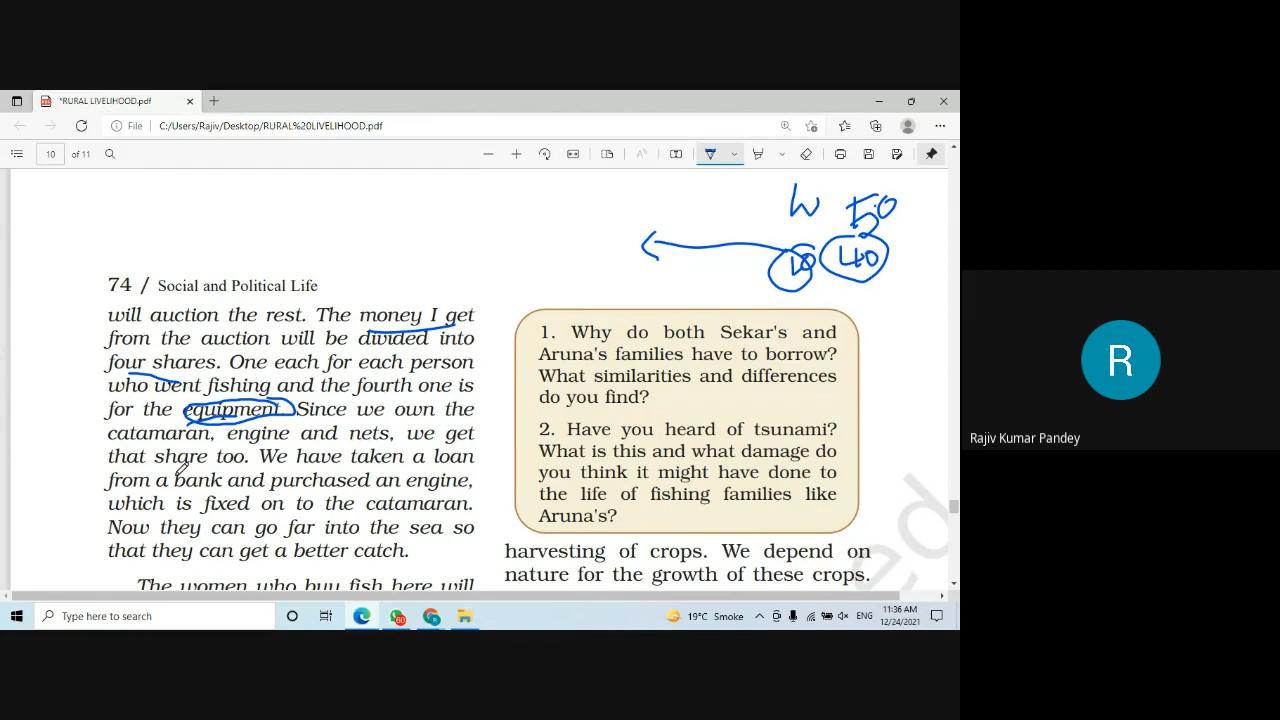 *RURAL LIVELIHOOD.pdf
File C:/Users/Rajiv/Desktop/RURAL%20LIVELIHOOD.pdf
10 of 11
50
10 40
74 / Social and Political Life
will auction the rest. The money I get
from the auction will be divided into
four shares. One each for each person
who went fishing and the fourth one is
for the equipment. Since we own the
catamaran, engine and nets, we get
that share too. We have taken a loan
from a bank and purchased an engine,
which is fixed on to the catamaran.
Now they can go far into the sea so
that they can get a better catch.
The women who buy fish here will
1. Why do both Sekar's and
Aruna's families have to borrow?
What similarities and differences
do you find?
2. Have you heard of tsunami?
What is this and what damage do
you think it might have done to
the life of fishing families like
Aruna's?
harvesting of crops. We depend on
nature for the growth of these crops.
ed
R
Rajiv Kumar Pandey
Type here to search
60
19°C Smoke
ENG
11:36 AM
12/24/2021